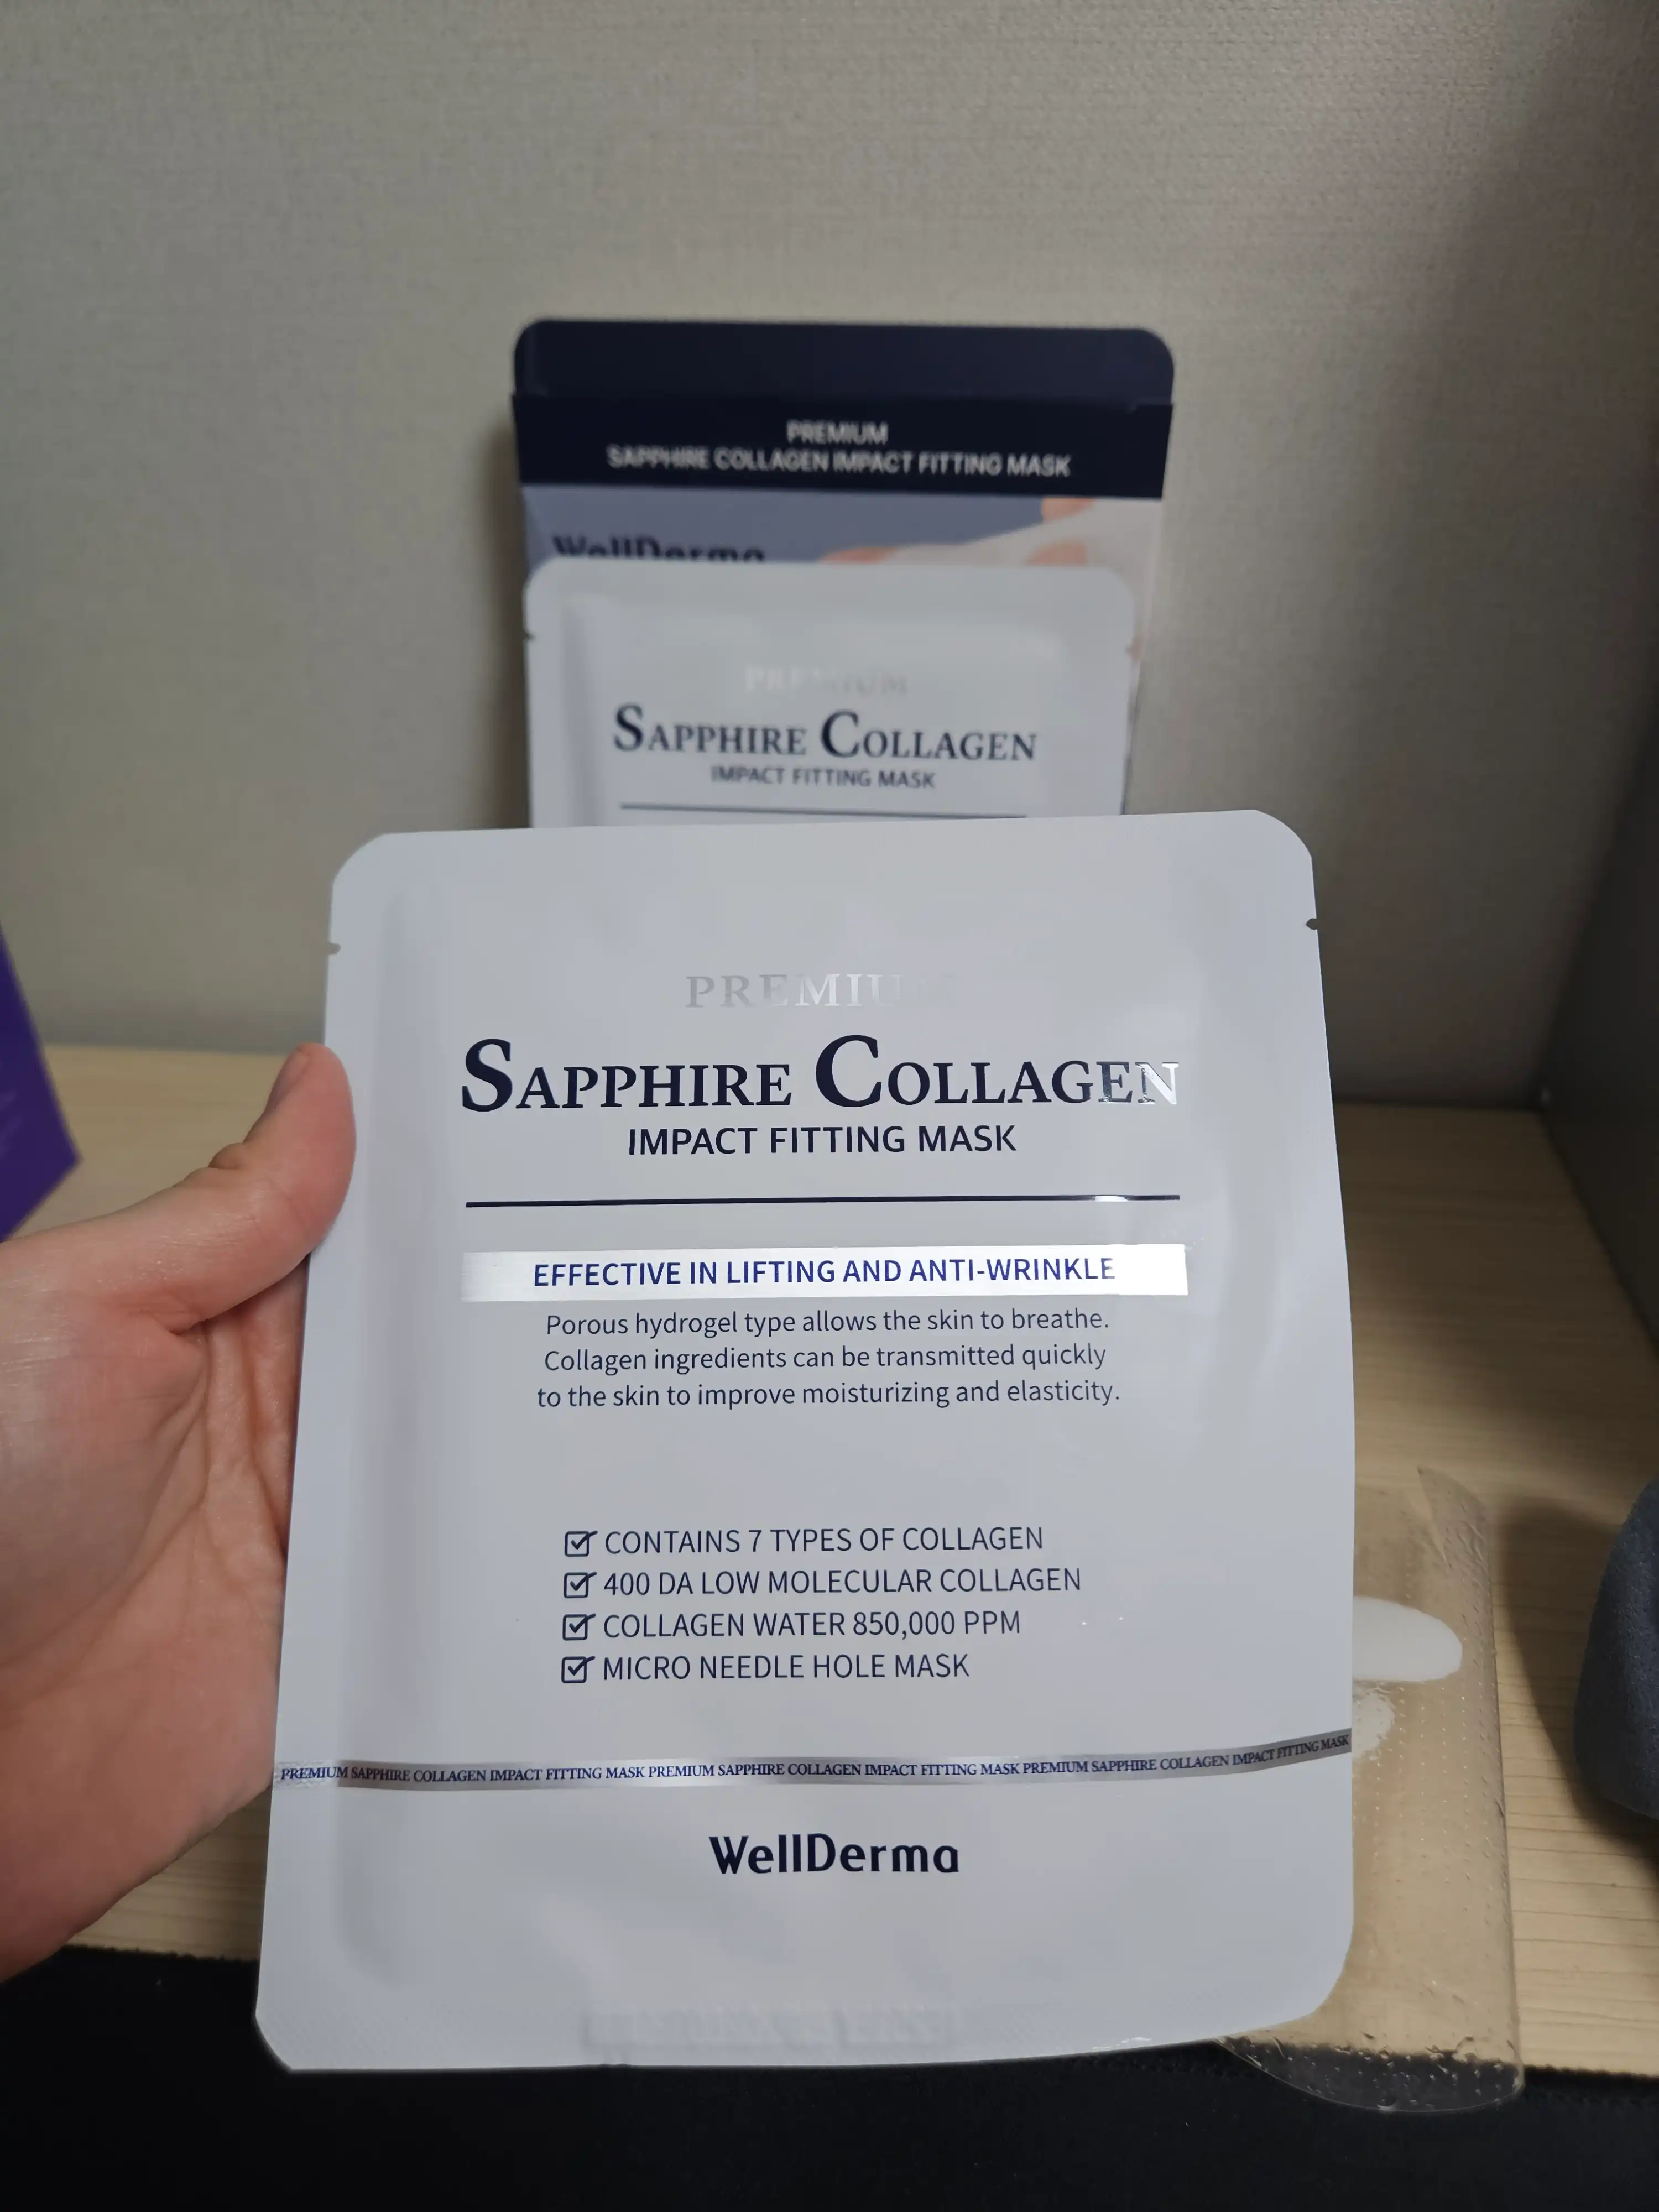 PREMIUM
SAPPHIRE COLLAGEN IMPACT FITTING MASK
WellDerma
PREMIUM
SAPPHIRE COLLAGEN
IMPACT FITTING MASK
PREMIUM
SAPPHIRE COLLAGEN
IMPACT FITTING MASK
EFFECTIVE IN LIFTING AND ANTI-WRINKLE
Porous hydrogel type allows the skin to breathe.
Collagen ingredients can be transmitted quickly
to the skin to improve moisturizing and elasticity.
CONTAINS 7 TYPES OF COLLAGEN
400 DA LOW MOLECULAR COLLAGEN
COLLAGEN WATER 850,000 PPM
MICRO NEEDLE HOLE MASK
PREMIUM SAPPHIRE COLLAGEN IMPACT FITTING MASK PREMIUM SAPPHIRE COLLAGEN IMPACT FITTING MASK PREMIUM SAPPHIRE COLLAGEN IMPACT FITTING MASK
WellDerma